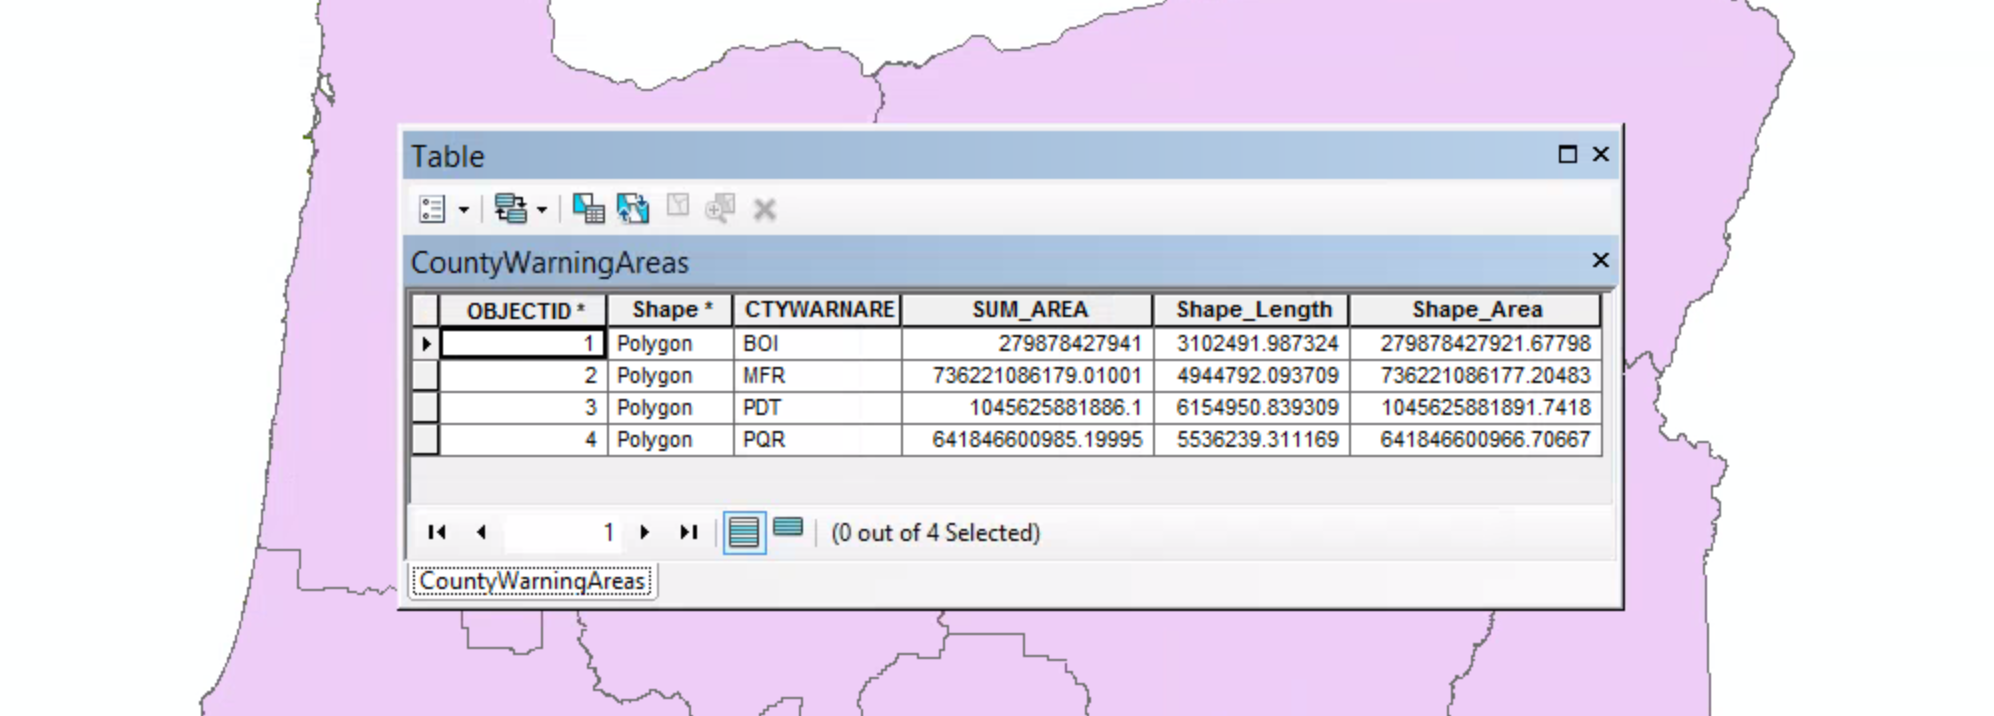 Table
CountyWarningAreas
OBJECTID * Shape * CTYWARNARE SUM_AREA Shape_Length Shape_Area
1 Polygon BOI 279878427941 3102491.987324 279878427921.67798
2 Polygon MFR 736221086179.01001 4944792.093709 736221086177.20483
3 Polygon PDT 1045625881886.1 6154950.839309 1045625881891.7418
4 Polygon PQR 641846600985.19995 5536239.311169 641846600966.70667
1 (0 out of 4 Selected)
CountyWarningAreas